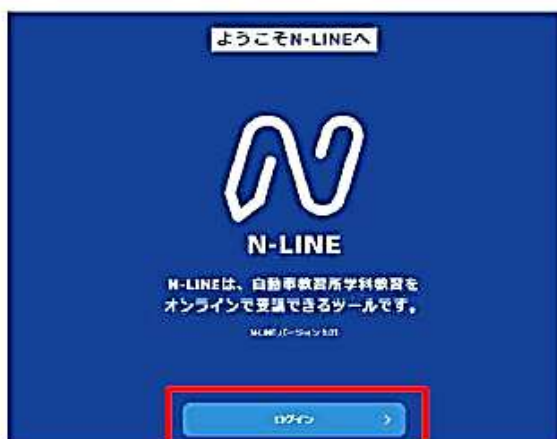 ようこそN-LINEへ
N-LINE
N-LINEは、自動車教習所学科教習を
オンラインで受講できるツールです。
ログイン